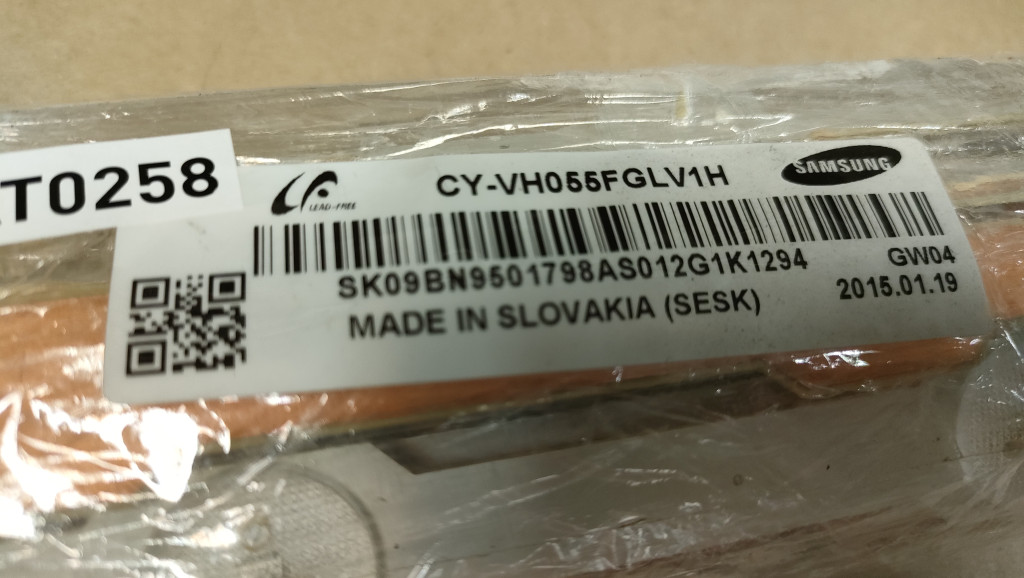 T0258
LEAD-FREE
CY-VH055FGLV1H
SAMSUNG
SK09BN9501798AS012G1K1294
GW04
MADE IN SLOVAKIA (SESK)
2015.01.19